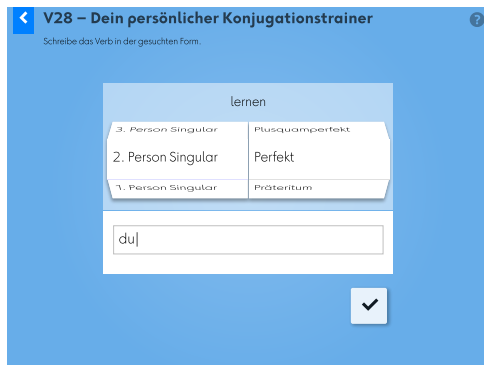 V28 – Dein persönlicher Konjugationstrainer
?
Schreibe das Verb in der gesuchten Form.
lernen
3. Person Singular Plusquamperfekt
2. Person Singular Perfekt
1. Person Singular Präteritum
du